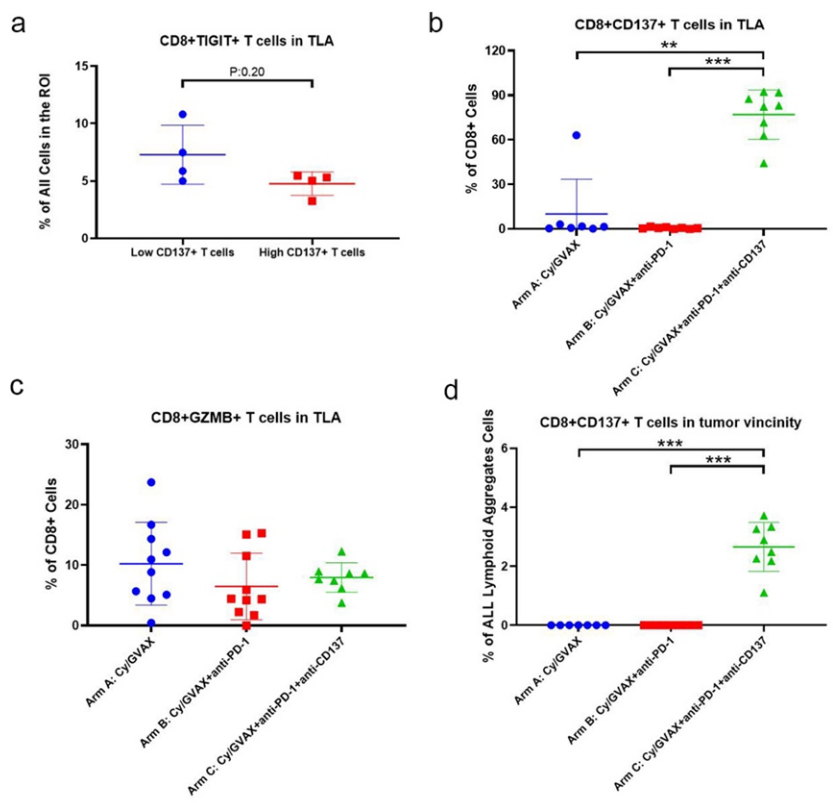 a
CD8+TIGIT+ T cells in TLA
% of All Cells in the ROI
15
10
5
0
P:0.20
Low CD137+ T cells
High CD137+ T cells
b
CD8+CD137+ T cells in TLA
% of CD8+ Cells
120
90
60
30
0
**
***
Arm A: Cy/GVAX
Arm B: Cy/GVAX+anti-PD-1
Arm C: Cy/GVAX+anti-PD-1+anti-CD137
c
CD8+GZMB+ T cells in TLA
% of CD8+ Cells
30
20
10
0
Arm A: Cy/GVAX
Arm B: Cy/GVAX+anti-PD-1
Arm C: Cy/GVAX+anti-PD-1+anti-CD137
d
CD8+CD137+ T cells in tumor vincinity
% of ALL Lymphoid Aggregates Cells
6
4
2
0
***
***
Arm A: Cy/GVAX
Arm B: Cy/GVAX+anti-PD-1
Arm C: Cy/GVAX+anti-PD-1+anti-CD137